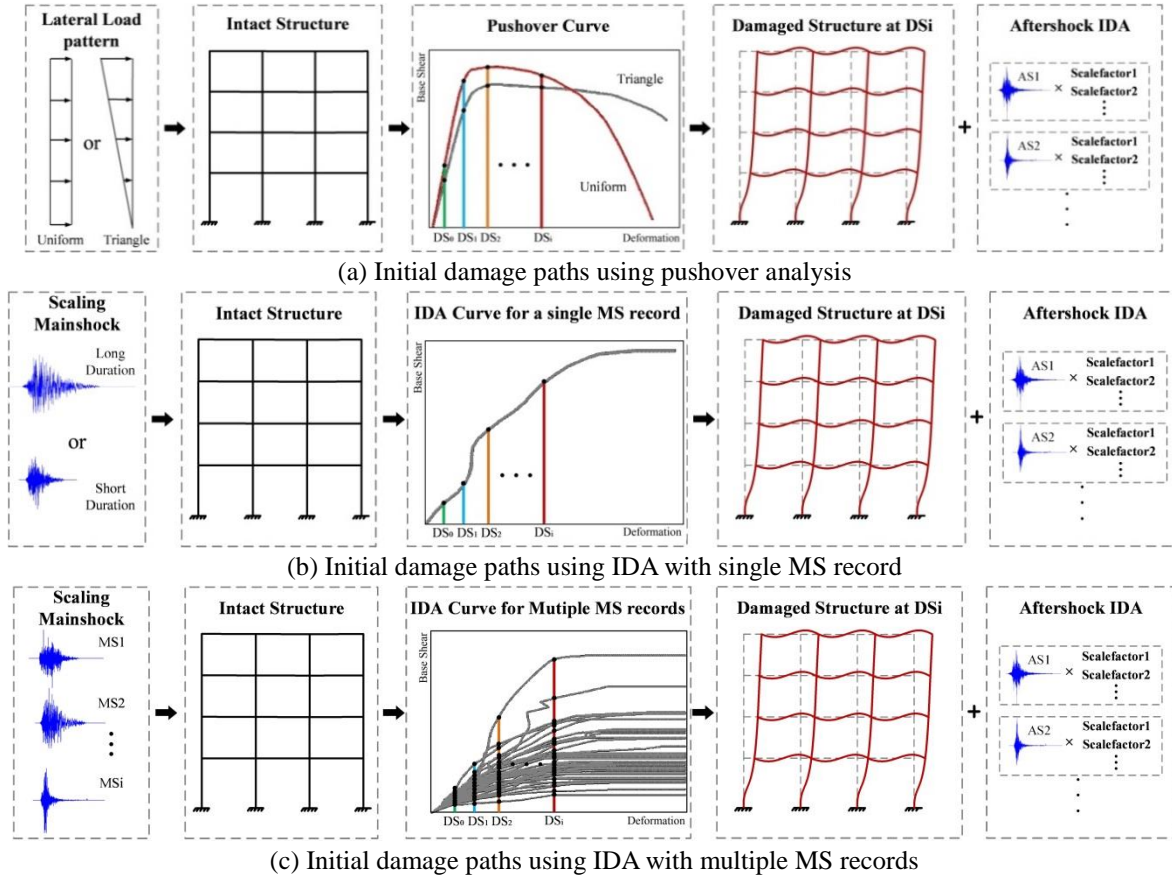 Lateral Load
pattern
or
Uniform
Triangle
Intact Structure
Pushover Curve
Base Shear
Triangle
Uniform
DS₀
DS₁
DS₂
DSᵢ
Deformation
Damaged Structure at DSi
+
Aftershock IDA
AS1
×
Scalefactor1
Scalefactor2
AS2
×
Scalefactor1
Scalefactor2
(a) Initial damage paths using pushover analysis
Scaling
Mainshock
Long
Duration
or
Short
Duration
Intact Structure
IDA Curve for a single MS record
Base Shear
DS₀
DS₁
DS₂
DSᵢ
Deformation
Damaged Structure at DSi
+
Aftershock IDA
AS1
×
Scalefactor1
Scalefactor2
AS2
×
Scalefactor1
Scalefactor2
(b) Initial damage paths using IDA with single MS record
Scaling
Mainshock
MS1
MS2
MSi
Intact Structure
IDA Curve for Mutiple MS records
Base Shear
DS₀
DS₁
DS₂
DSᵢ
Deformation
Damaged Structure at DSi
+
Aftershock IDA
AS1
×
Scalefactor1
Scalefactor2
AS2
×
Scalefactor1
Scalefactor2
(c) Initial damage paths using IDA with multiple MS records